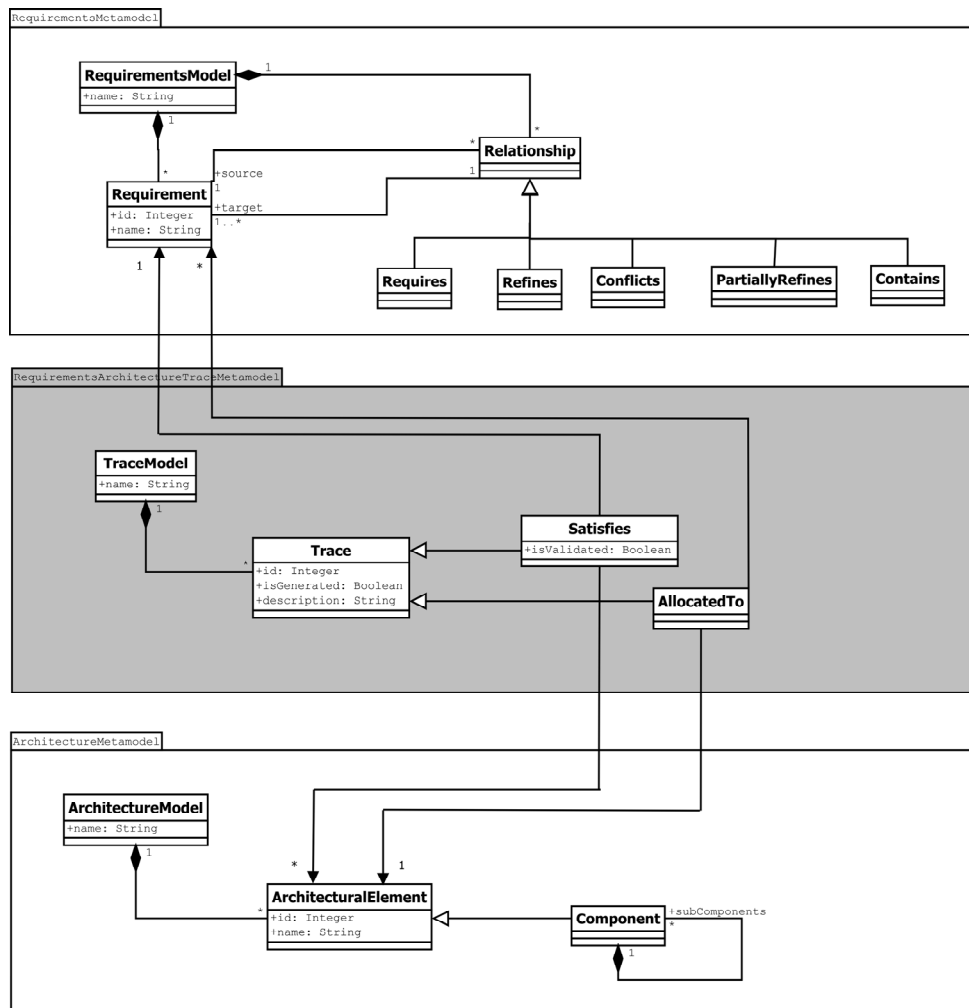 RequirementsMetamodel
RequirementsModel
+name: String
1
1
*
*
Relationship
*
+source
1
1
Requirement
+id: Integer
+name: String
+target
1..*
1
*
Requires
Refines
Conflicts
PartiallyRefines
Contains
RequirementsArchitectureTraceMetamodel
TraceModel
+name: String
1
*
Trace
+id: Integer
+isGenerated: Boolean
+description: String
Satisfies
+isValidated: Boolean
AllocatedTo
ArchitectureMetamodel
ArchitectureModel
+name: String
1
*
*
1
ArchitecturalElement
+id: Integer
+name: String
Component
1
+subComponents
*